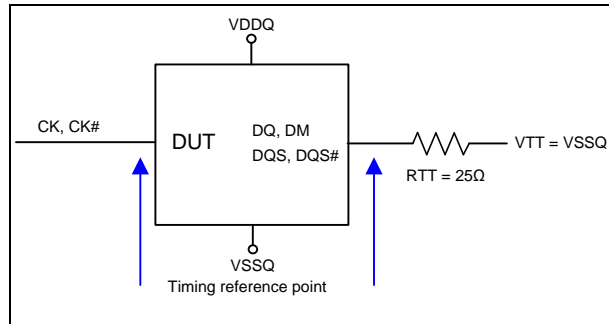 VDDQ
CK, CK#
DUT
DQ, DM
DQS, DQS#
VTT = VSSQ
RTT = 25Ω
VSSQ
Timing reference point